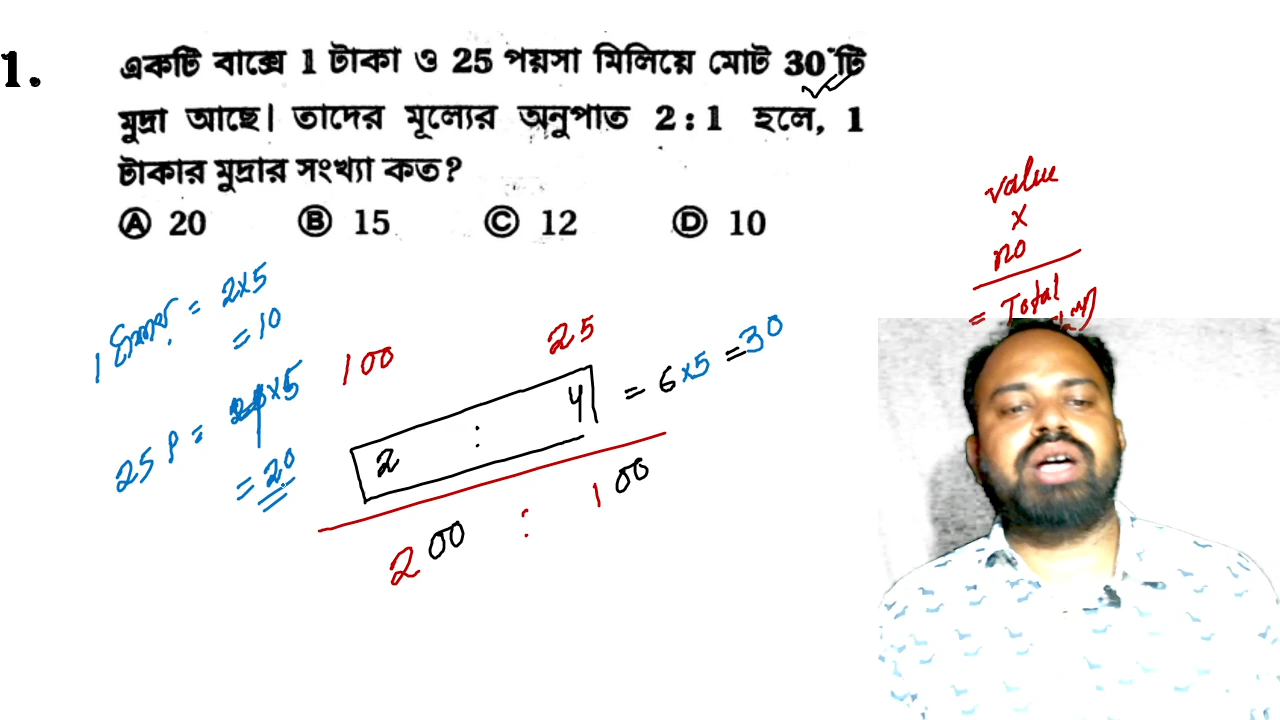 1. একটি বাক্সে 1 টাকা ও 25 পয়সা মিলিয়ে মোট 30 টি
মুদ্রা আছে। তাদের মূল্যের অনুপাত 2 : 1 হলে, 1
টাকার মুদ্রার সংখ্যা কত?
Ⓐ 20 Ⓑ 15 Ⓒ 12 Ⓓ 10
value
×
no
= Total
1 = 2×5
= 10
25 P = ×5
= 20
100 25
2 : 4 = 6×5 = 30
200 : 100